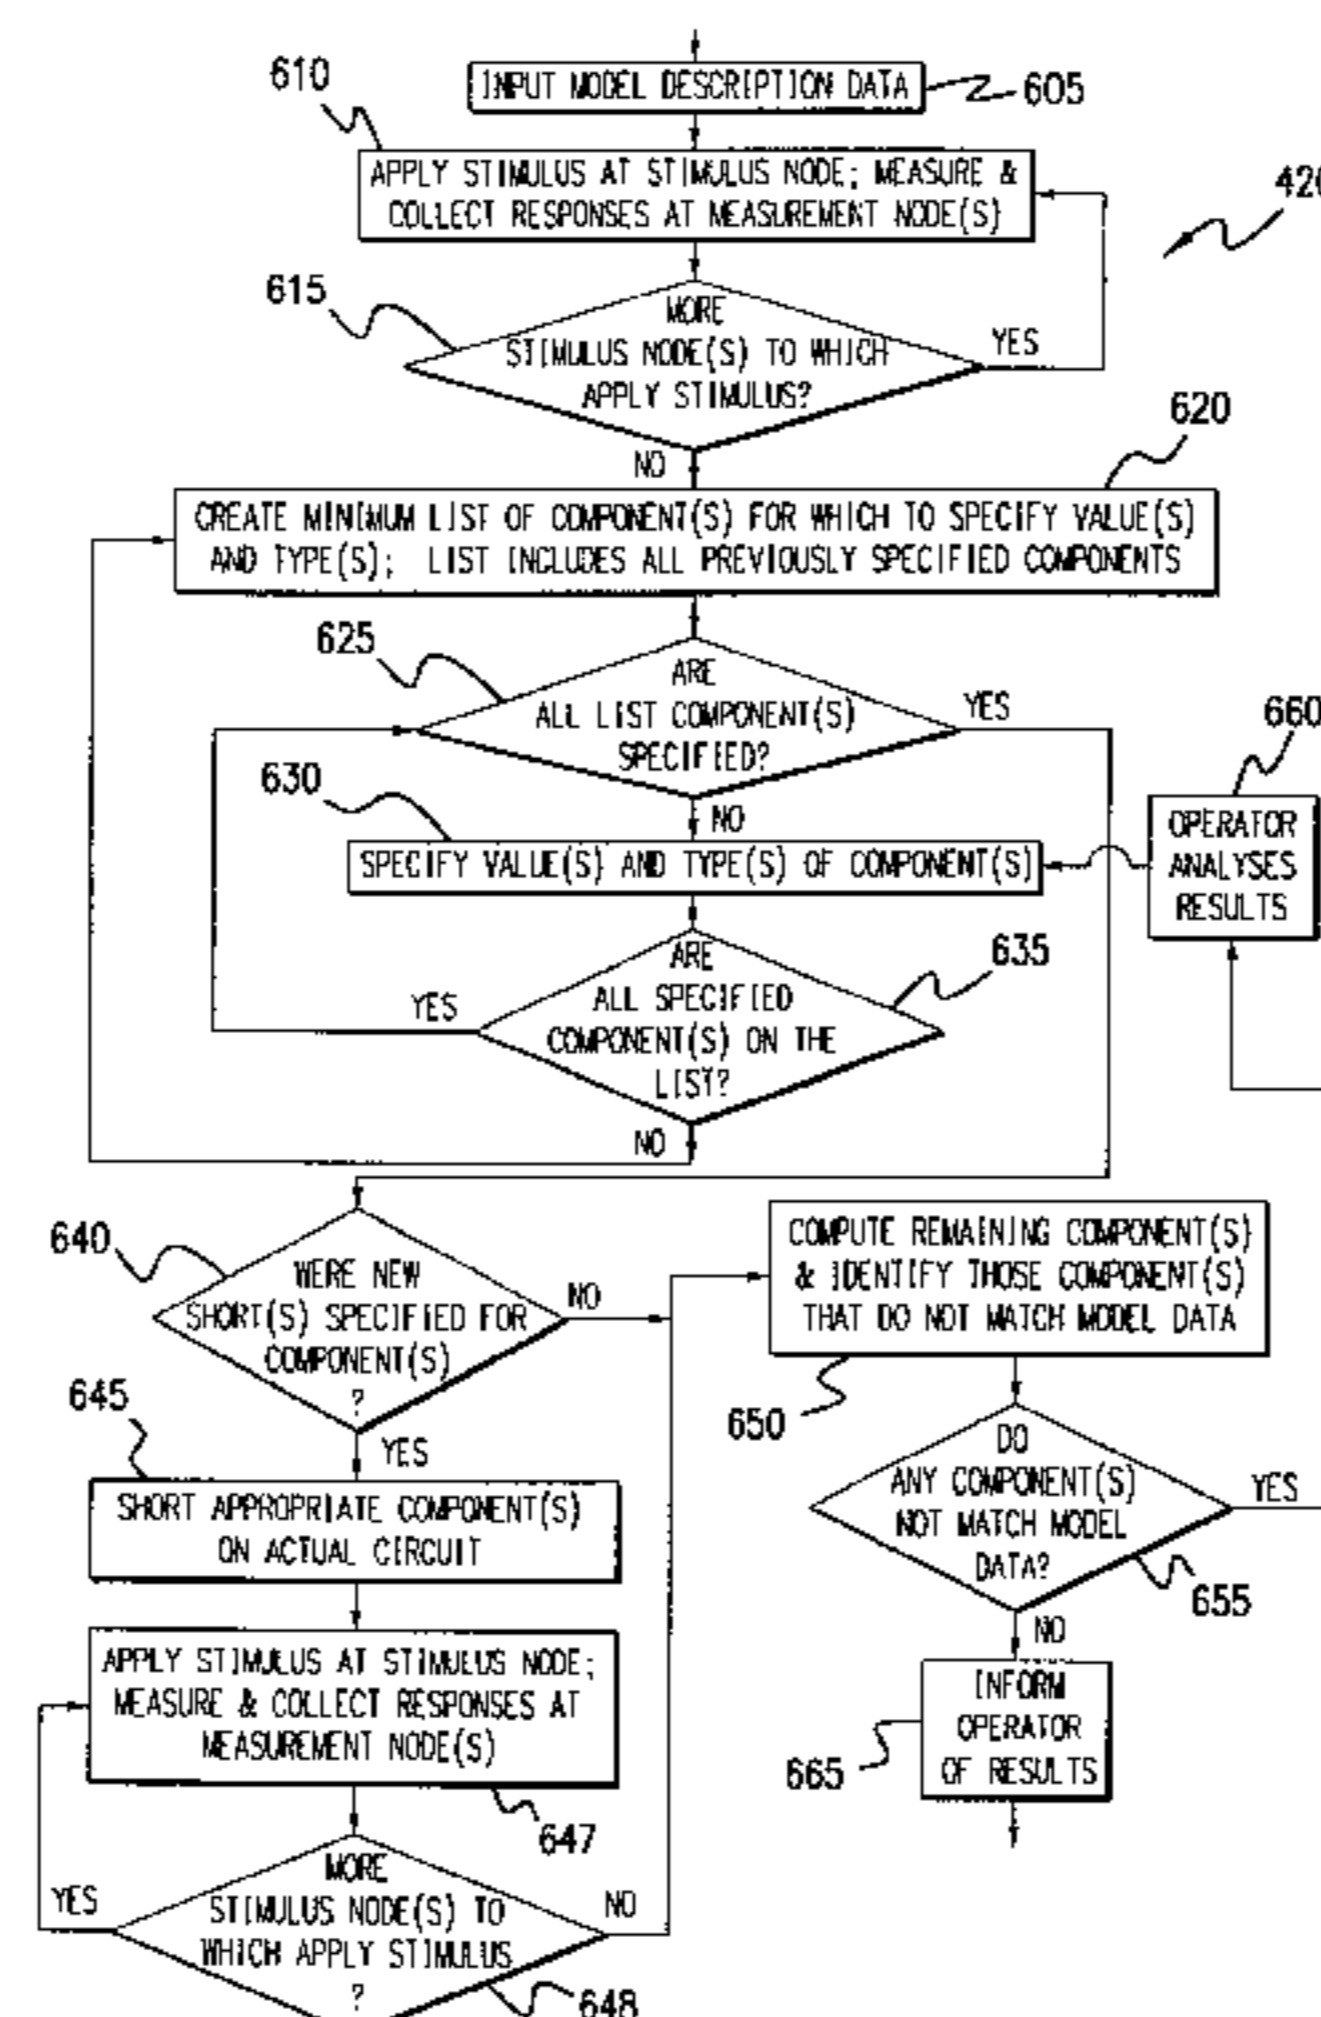 610
INPUT MODEL DESCRIPTION DATA
605
APPLY STIMULUS AT STIMULUS NODE; MEASURE &
COLLECT RESPONSES AT MEASUREMENT NODE(S)
420
615
MORE
STIMULUS NODE(S) TO WHICH
APPLY STIMULUS?
YES
NO
620
CREATE MINIMUM LIST OF COMPONENT(S) FOR WHICH TO SPECIFY VALUE(S)
AND TYPE(S); LIST INCLUDES ALL PREVIOUSLY SPECIFIED COMPONENTS
625
ARE
ALL LIST COMPONENT(S)
SPECIFIED?
YES
NO
630
SPECIFY VALUE(S) AND TYPE(S) OF COMPONENT(S)
660
OPERATOR
ANALYSES
RESULTS
635
ARE
ALL SPECIFIED
COMPONENT(S) ON THE
LIST?
YES
NO
640
WERE NEW
SHORT(S) SPECIFIED FOR
COMPONENT(S)
?
NO
YES
645
SHORT APPROPRIATE COMPONENT(S)
ON ACTUAL CIRCUIT
APPLY STIMULUS AT STIMULUS NODE;
MEASURE & COLLECT RESPONSES AT
MEASUREMENT NODE(S)
647
MORE
STIMULUS NODE(S) TO
WHICH APPLY STIMULUS
?
YES
NO
648
COMPUTE REMAINING COMPONENT(S)
& IDENTIFY THOSE COMPONENT(S)
THAT DO NOT MATCH MODEL DATA
650
DO
ANY COMPONENT(S)
NOT MATCH MODEL
DATA?
YES
655
NO
INFORM
OPERATOR
OF RESULTS
665